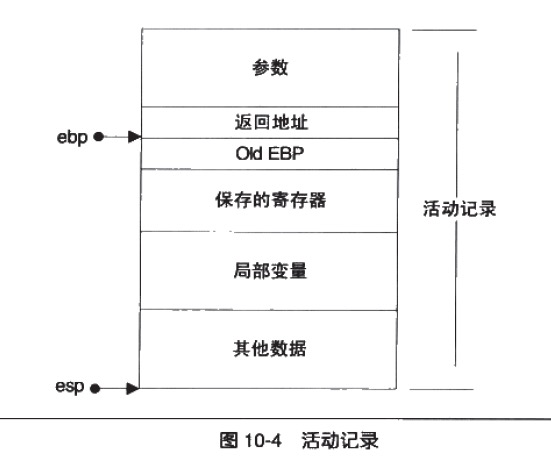 参数
返回地址
ebp
Old EBP
保存的寄存器
活动记录
局部变量
其他数据
esp
图 10-4 活动记录